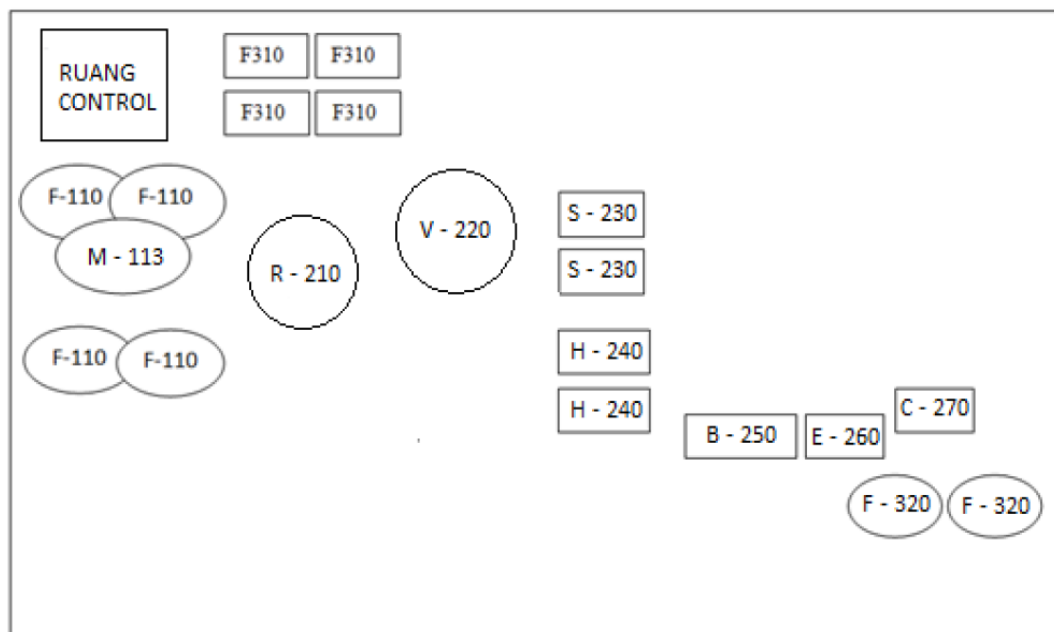 RUANG
CONTROL
F310
F310
F310
F310
F-110
F-110
M - 113
R - 210
V - 220
S - 230
S - 230
F-110
F-110
H - 240
H - 240
B - 250
E - 260
C - 270
F - 320
F - 320